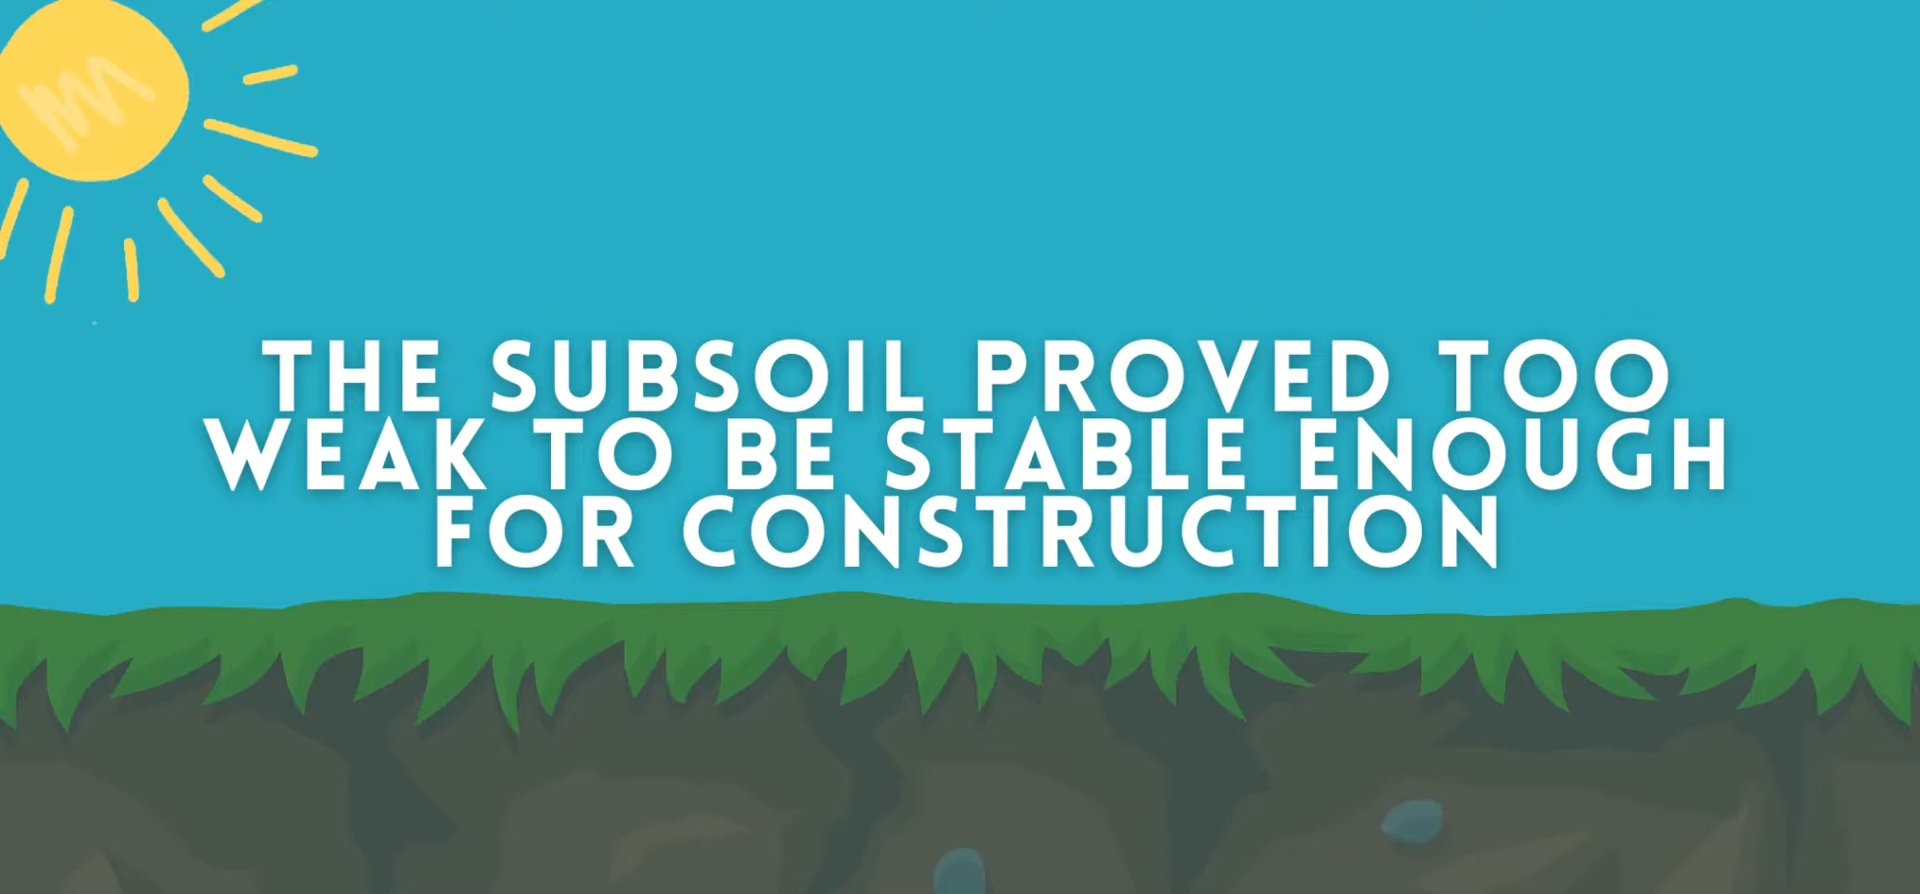 THE SUBSOIL PROVED TOO
WEAK TO BE STABLE ENOUGH
FOR CONSTRUCTION